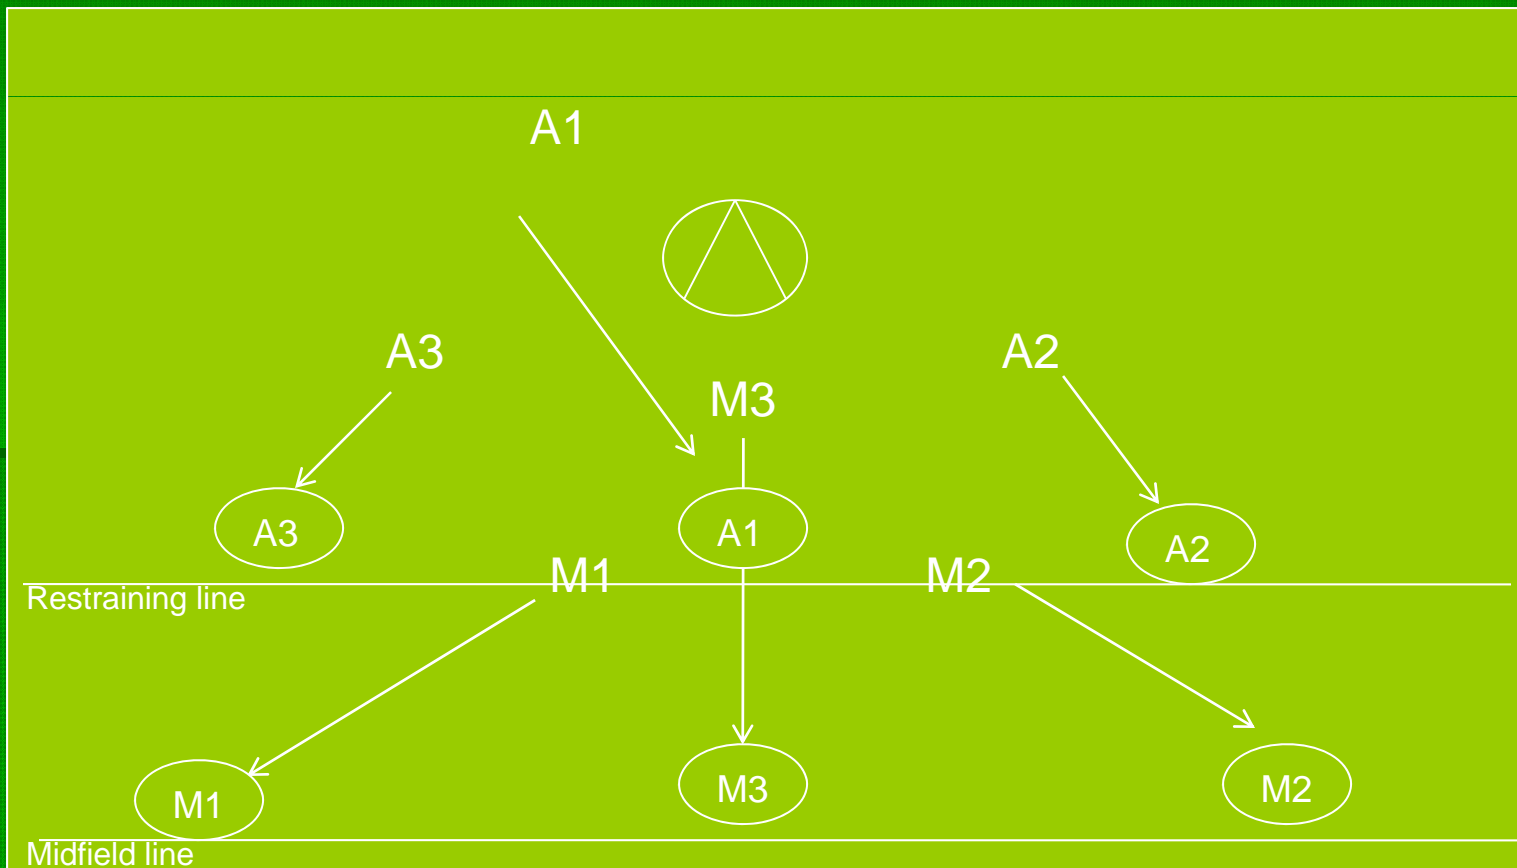 A1
A3
A2
M3
A3
A1
A2
M1
M2
Restraining line
M1
M3
M2
Midfield line